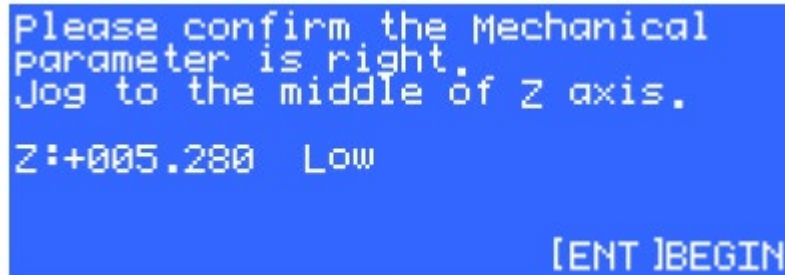 Please confirm the Mechanical
parameter is right.
Jog to the middle of Z axis.
Z:+005.280 Low
[ENT ]BEGIN